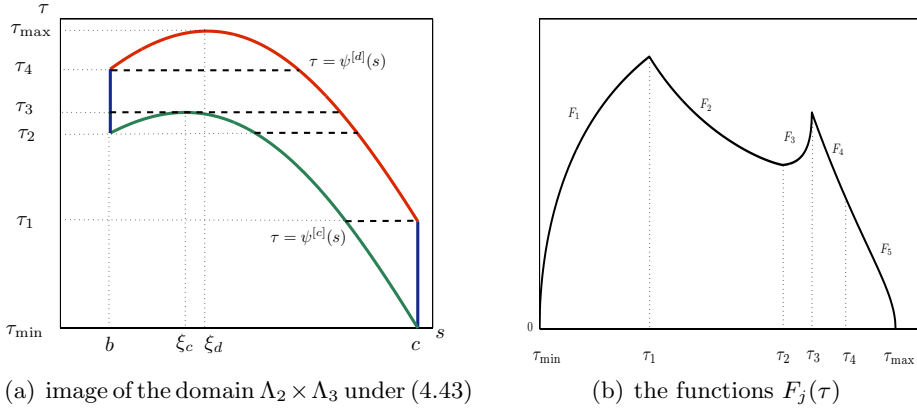 τ
τmax
τ4
τ3
τ2
τ1
τmin
τ = ψ[d](s)
τ = ψ[c](s)
b
ξc
ξd
c
s
(a) image of the domain Λ2 × Λ3 under (4.43)
F1
F2
F3
F4
F5
0
τmin
τ1
τ2
τ3
τ4
τmax
(b) the functions Fj(τ)